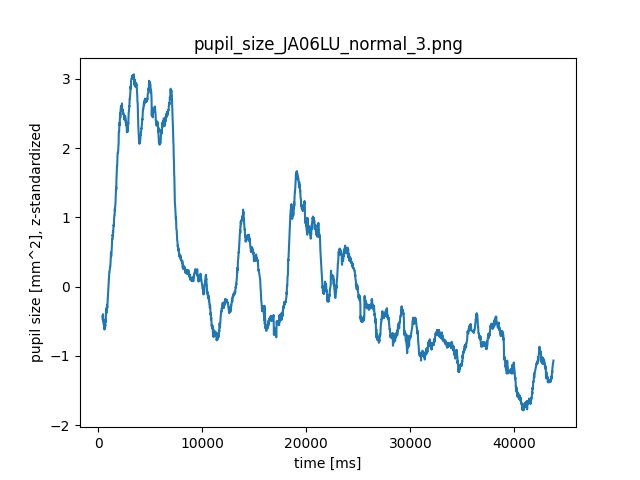 pupil_size_JA06LU_normal_3.png
pupil size [mm^2], z-standardized
3
2
1
0
−1
−2
0 10000 20000 30000 40000
time [ms]